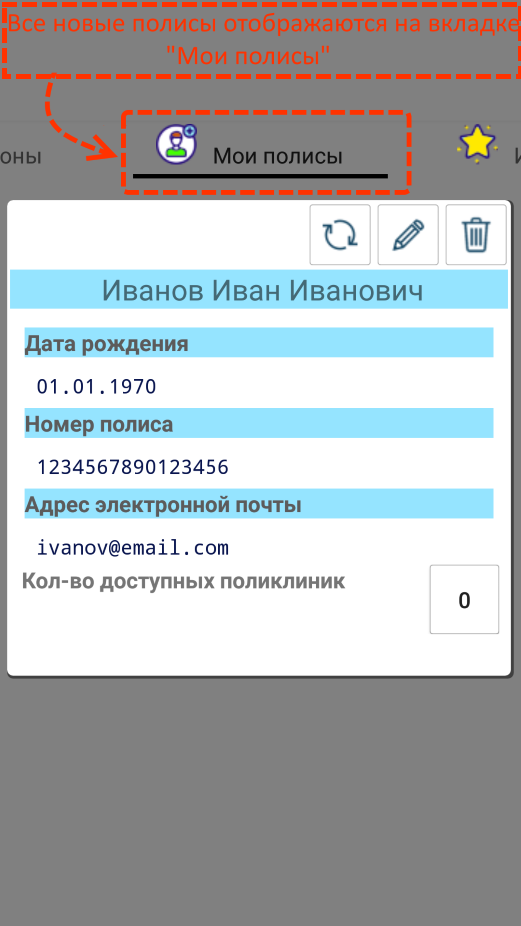 Все новые полисы отображаются на вкладке
"Мои полисы"
оны Мои полисы И
Иванов Иван Иванович
Дата рождения
01.01.1970
Номер полиса
1234567890123456
Адрес электронной почты
ivanov@email.com
Кол-во доступных поликлиник 0